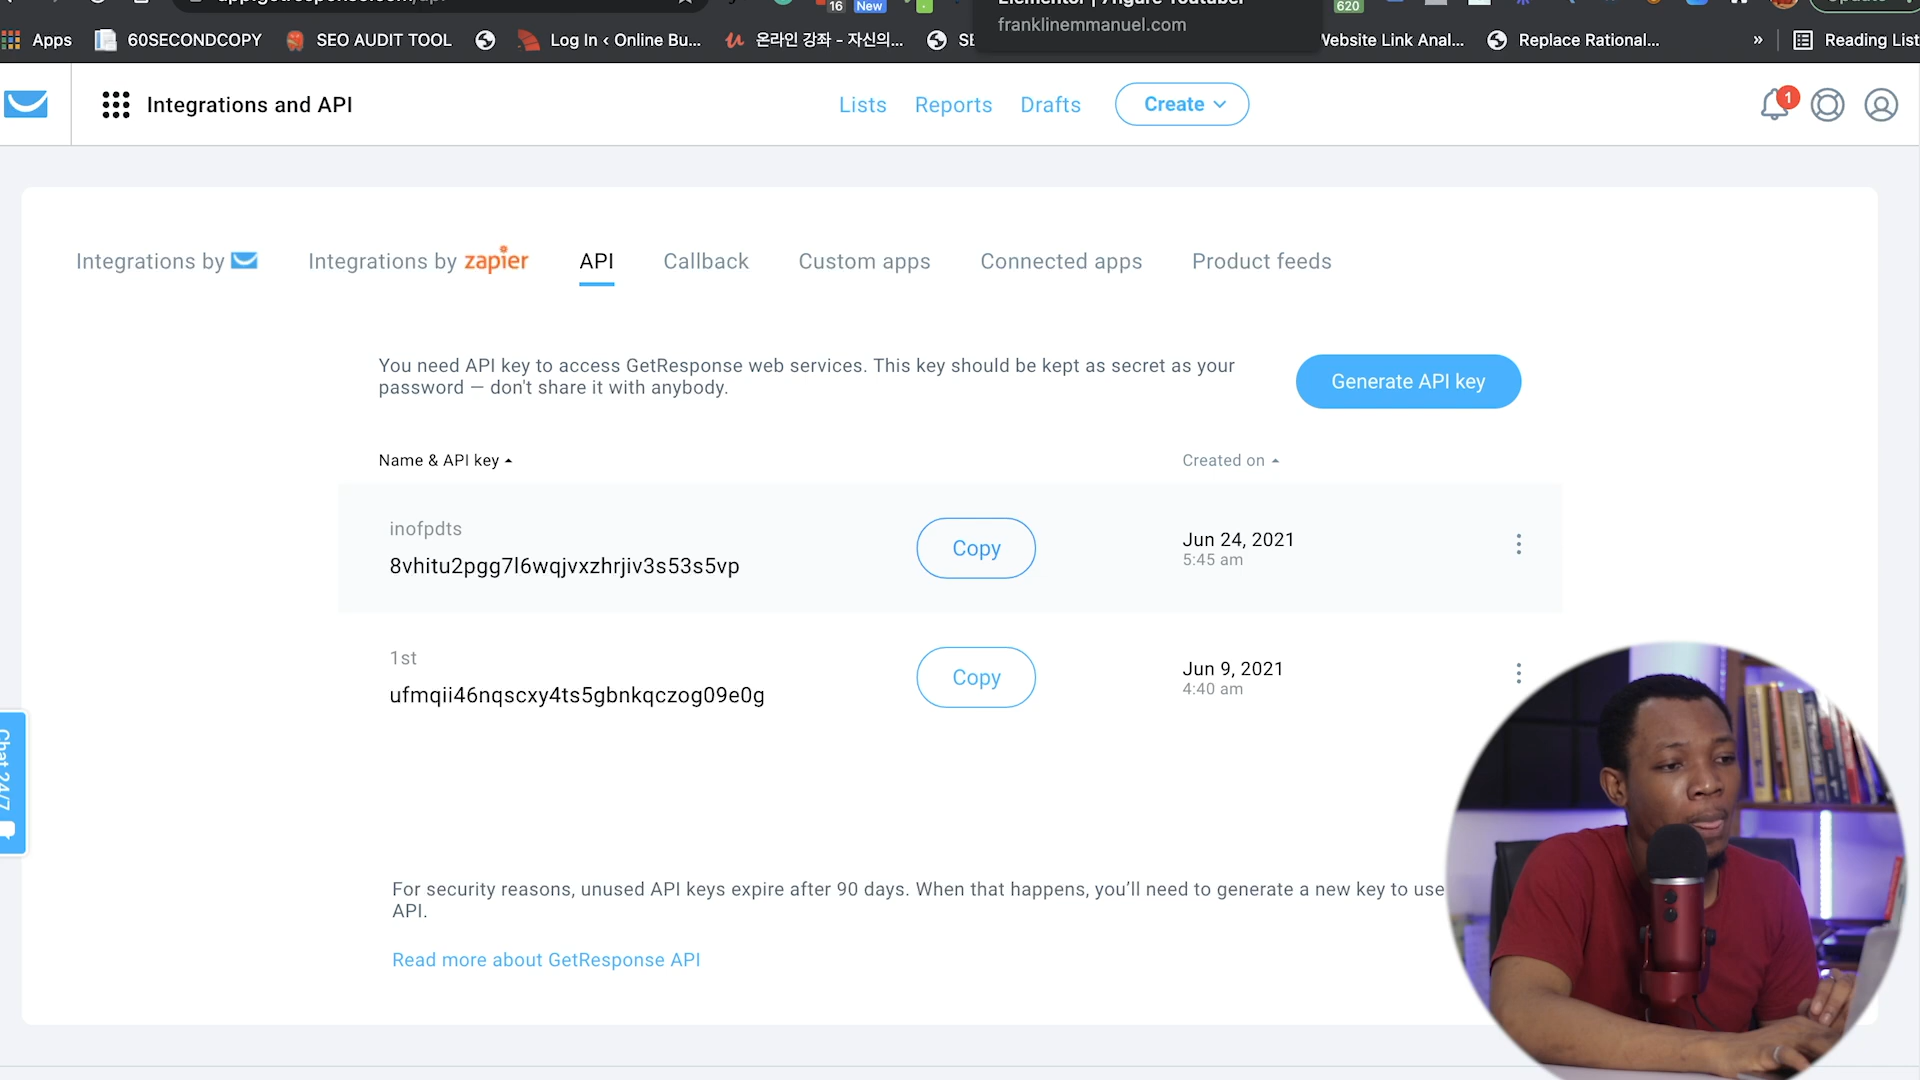 franklinemmanuel.com
16
New
620
Apps
60SECONDCOPY
SEO AUDIT TOOL
Log In ‹ Online Bu...
온라인 강좌 - 자신의...
Website Link Anal...
Replace Rational...
»
Reading List
Integrations and API
Lists
Reports
Drafts
Create
1
Integrations by
Integrations by zapier
API
Callback
Custom apps
Connected apps
Product feeds
You need API key to access GetResponse web services. This key should be kept as secret as your
password — don't share it with anybody.
Generate API key
Name & API key
Created on
inofpdts
8vhitu2pgg7l6wqjvxzhrjiv3s53s5vp
Copy
Jun 24, 2021
5:45 am
1st
ufmqii46nqscxy4ts5gbnkqczog09e0g
Copy
Jun 9, 2021
4:40 am
Chat 24/7
For security reasons, unused API keys expire after 90 days. When that happens, you’ll need to generate a new key to use
API.
Read more about GetResponse API